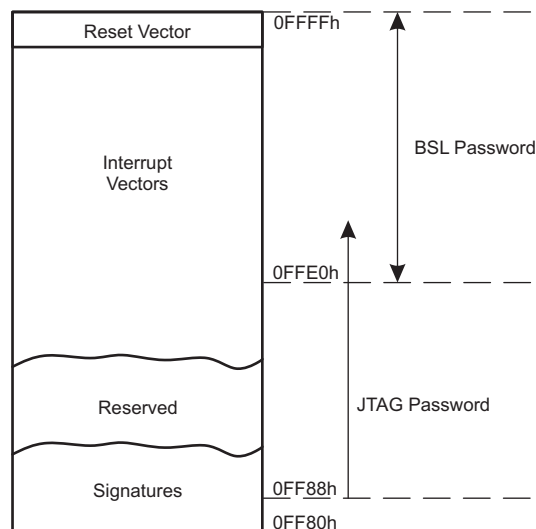 Reset Vector
0FFFFh
Interrupt
Vectors
BSL Password
0FFE0h
Reserved
JTAG Password
Signatures
0FF88h
0FF80h